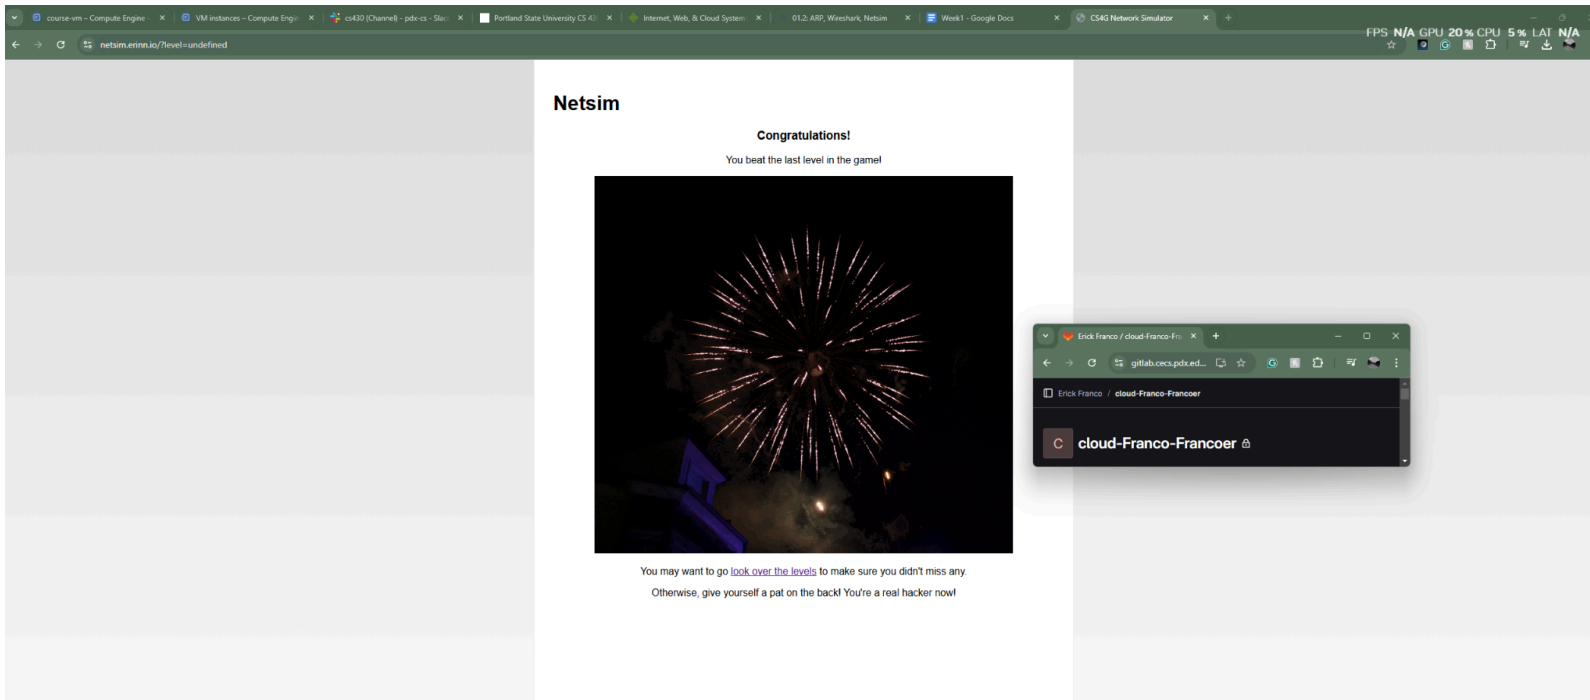 course-vm – Compute Engine -
VM instances – Compute Engin
cs430 (Channel) - pdx-cs - Slac
Portland State University CS 43
Internet, Web, & Cloud System
01.2: ARP, Wireshark, Netsim
Week1 - Google Docs
CS4G Network Simulator
netsim.erinn.io/?level=undefined
FPS N/A GPU 20 % CPU 5 % LAT N/A
Netsim
Congratulations!
You beat the last level in the game!
Erick Franco / cloud-Franco-Fra
gitlab.cecs.pdx.ed...
Erick Franco / cloud-Franco-Francoer
C cloud-Franco-Francoer
You may want to go look over the levels to make sure you didn't miss any.
Otherwise, give yourself a pat on the back! You're a real hacker now!